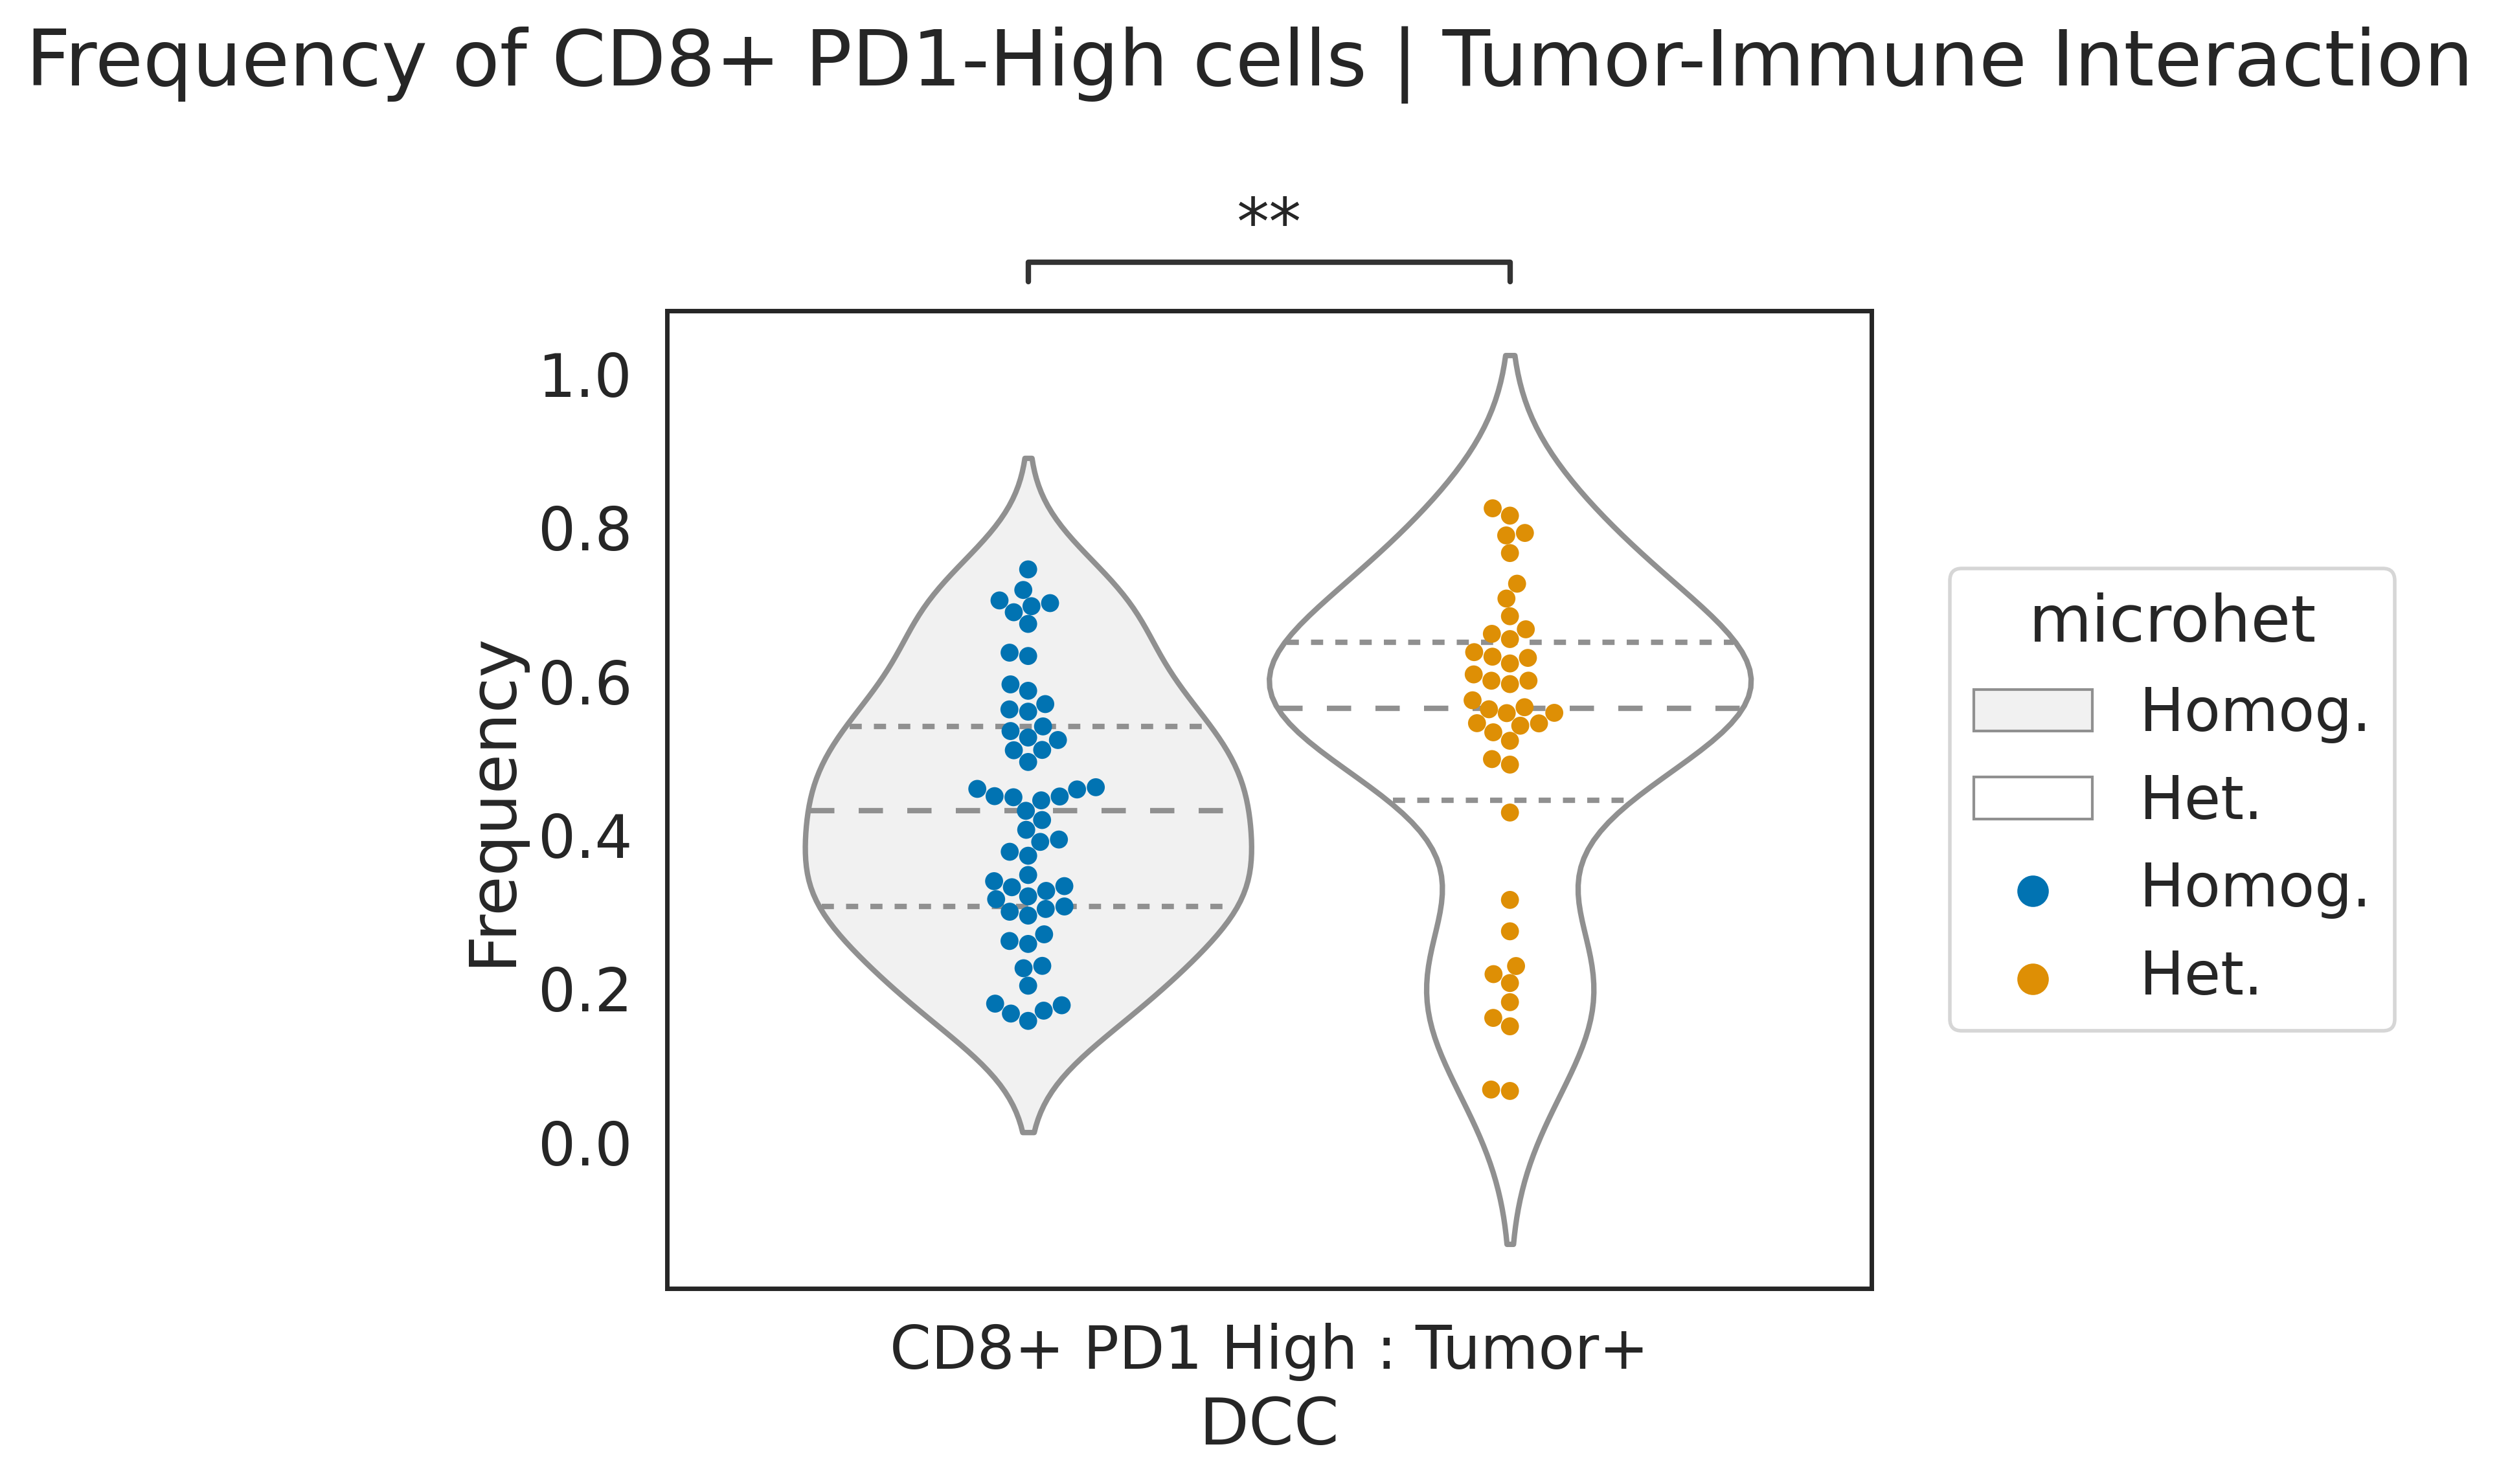 Frequency of CD8+ PD1-High cells | Tumor-Immune Interaction
**
1.0
0.8
0.6
0.4
0.2
0.0
Frequency
CD8+ PD1 High : Tumor+
DCC
microhet
Homog.
Het.
Homog.
Het.